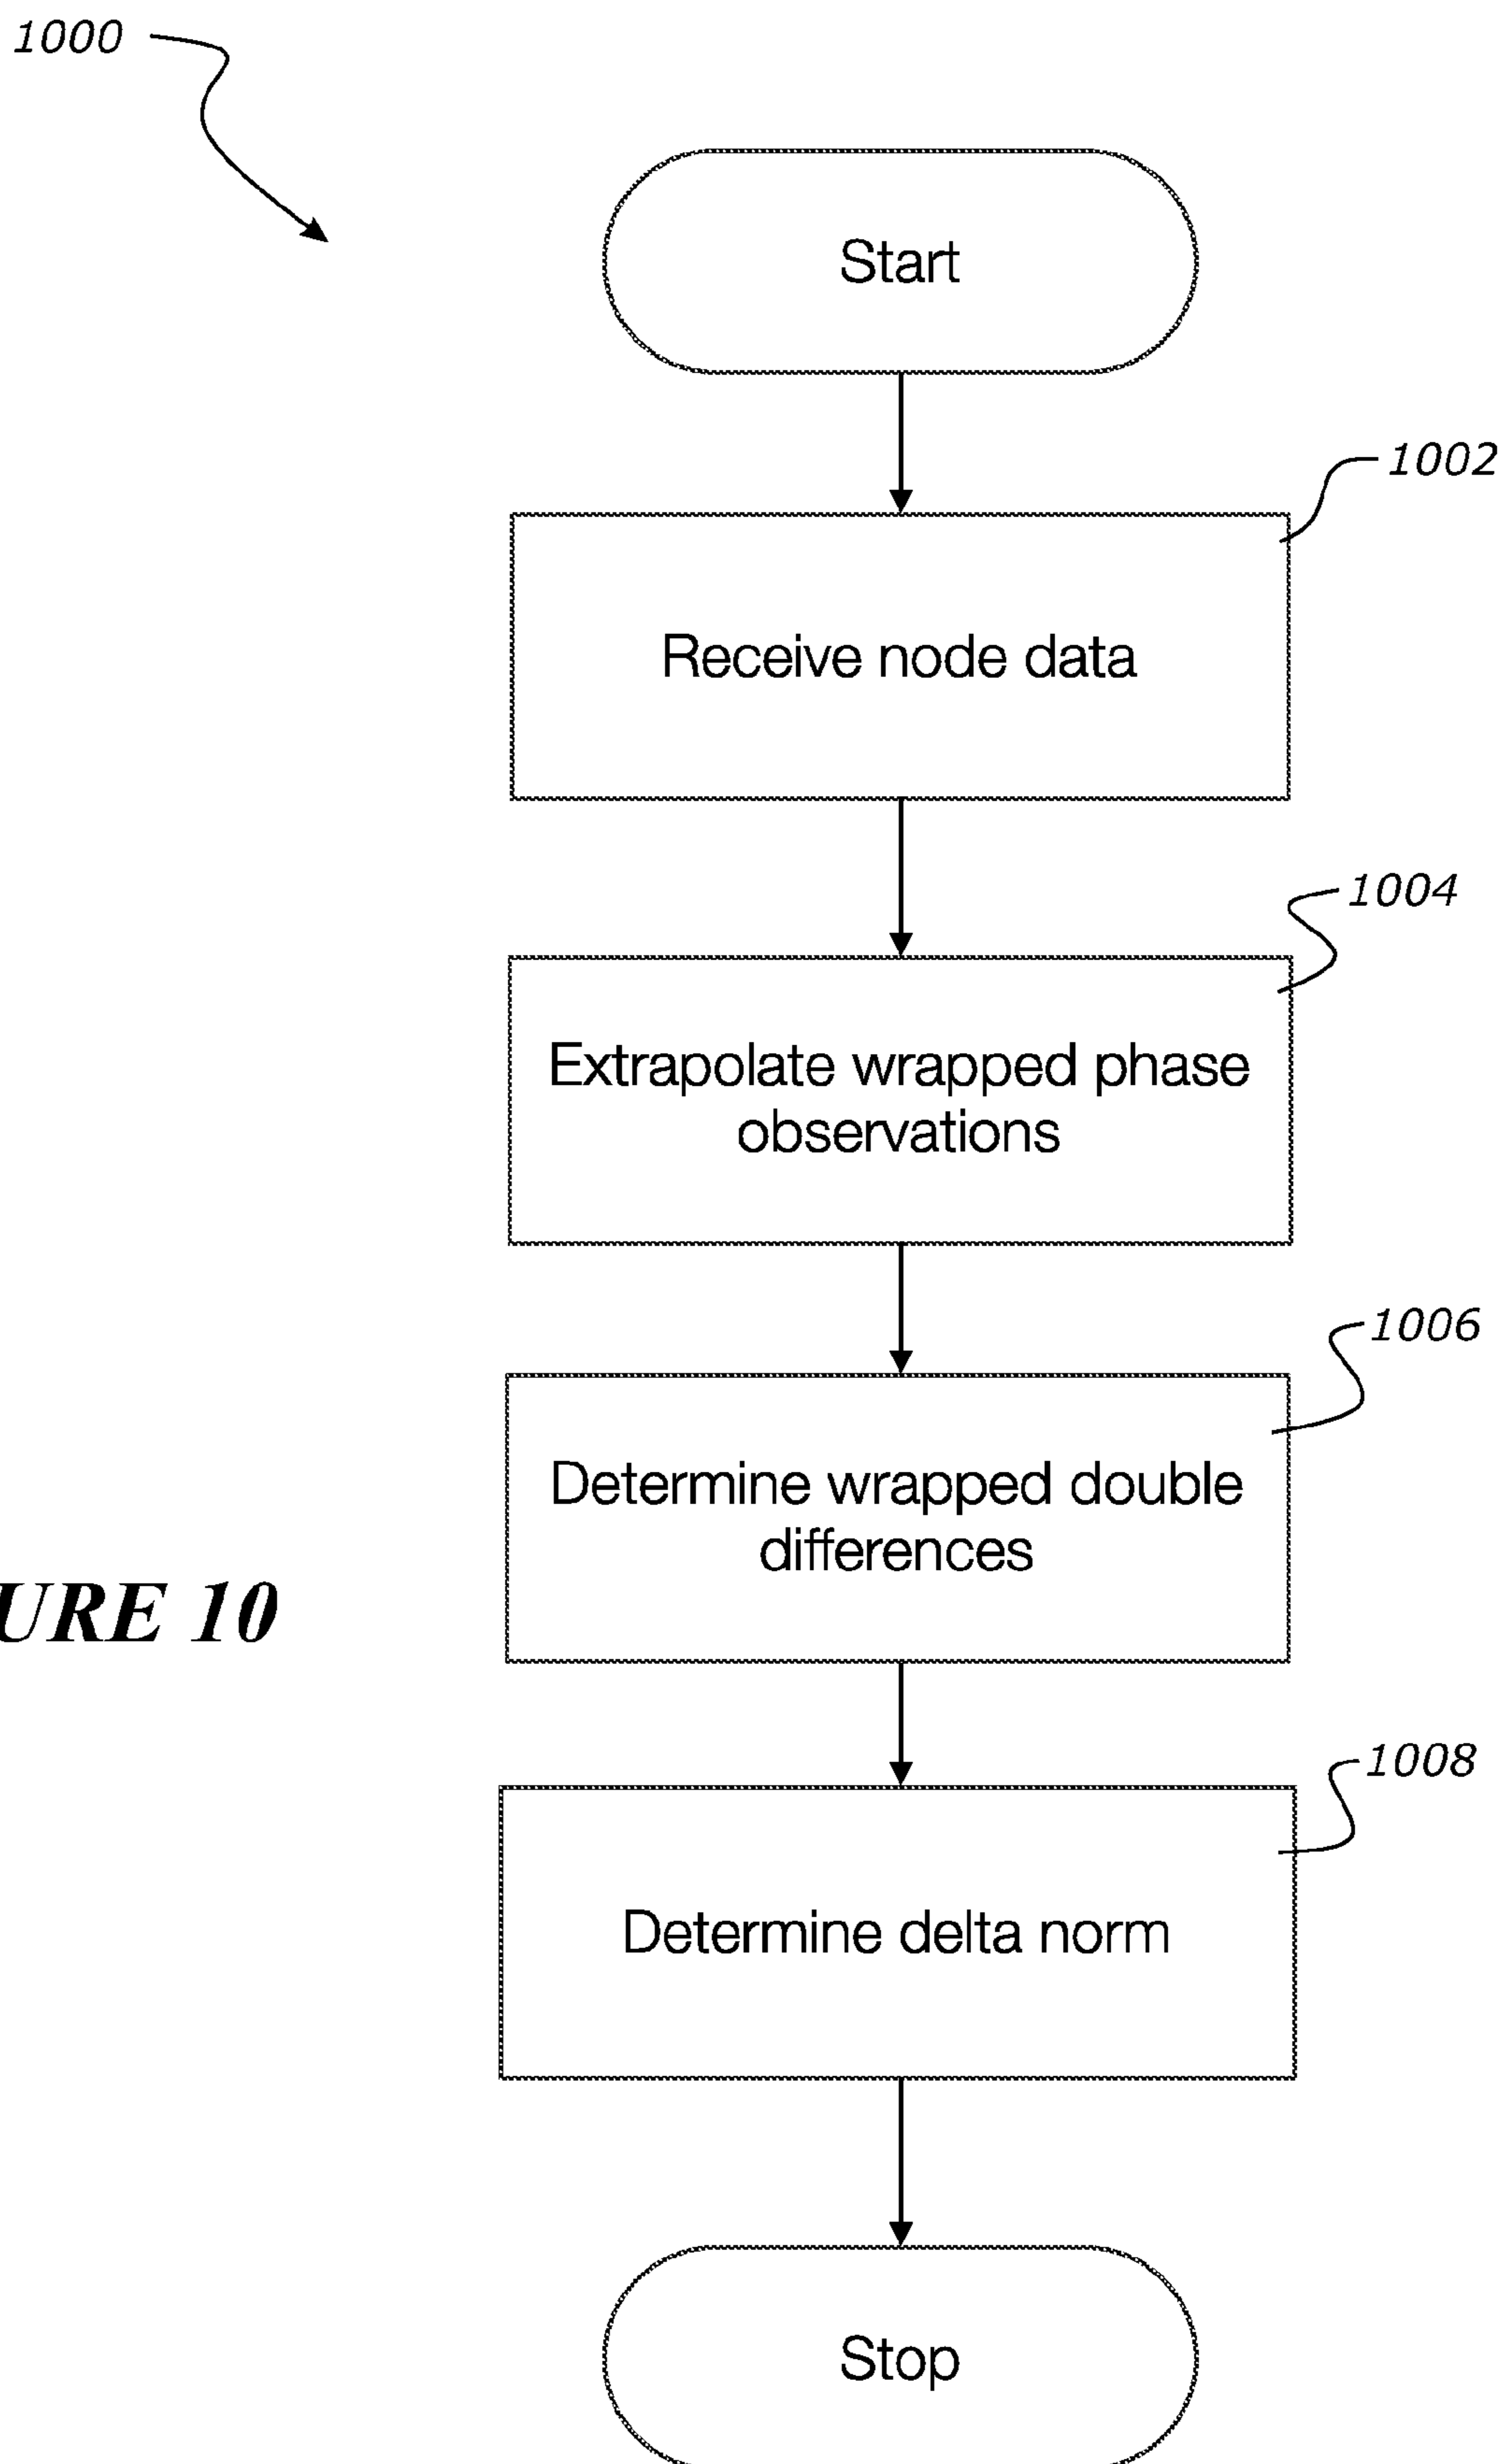 1000
Start
1002
Receive node data
1004
Extrapolate wrapped phase
observations
1006
Determine wrapped double
differences
URE 10
1008
Determine delta norm
Stop